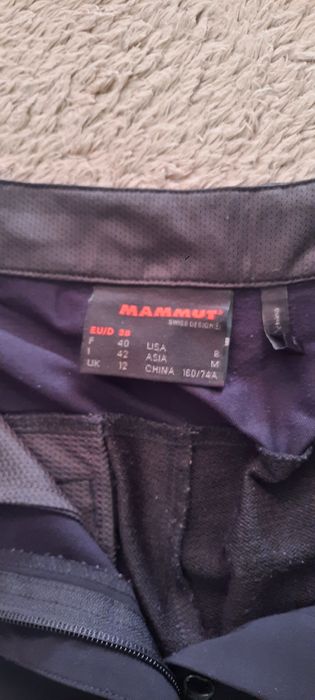 MAMMUT
SWISS DESIGNED
EU/D 38
F 40 USA 8
I 42 ASIA M
UK 12 CHINA 160/74A